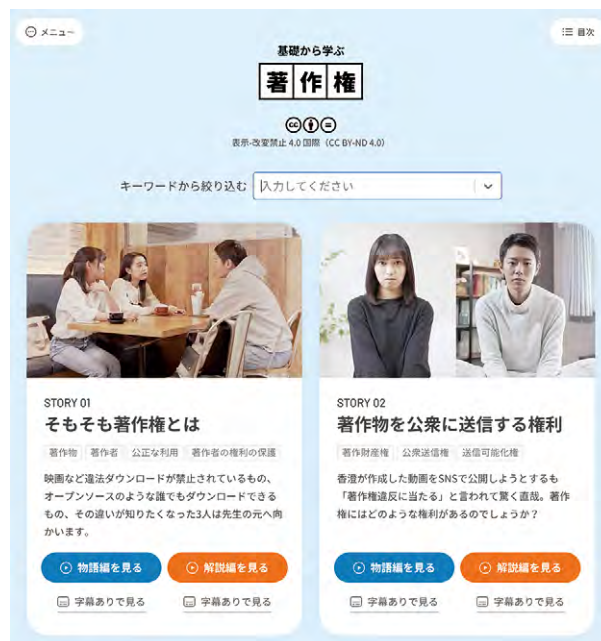 メニュー
目次
基礎から学ぶ
著作権
表示-改変禁止 4.0 国際（CC BY-ND 4.0）
キーワードから絞り込む
入力してください
STORY 01
そもそも著作権とは
著作物 著作者 公正な利用 著作者の権利の保護
映画など違法ダウンロードが禁止されているもの、
オープンソースのような誰でもダウンロードできる
もの、その違いが知りたくなった3人は先生の元へ向
かいます。
物語編を見る 解説編を見る
字幕ありで見る 字幕ありで見る
STORY 02
著作物を公衆に送信する権利
著作財産権 公衆送信権 送信可能化権
香澄が作成した動画をSNSで公開しようとするも
「著作権違反に当たる」と言われて驚く直哉。著作
権にはどのような権利があるのでしょうか？
物語編を見る 解説編を見る
字幕ありで見る 字幕ありで見る